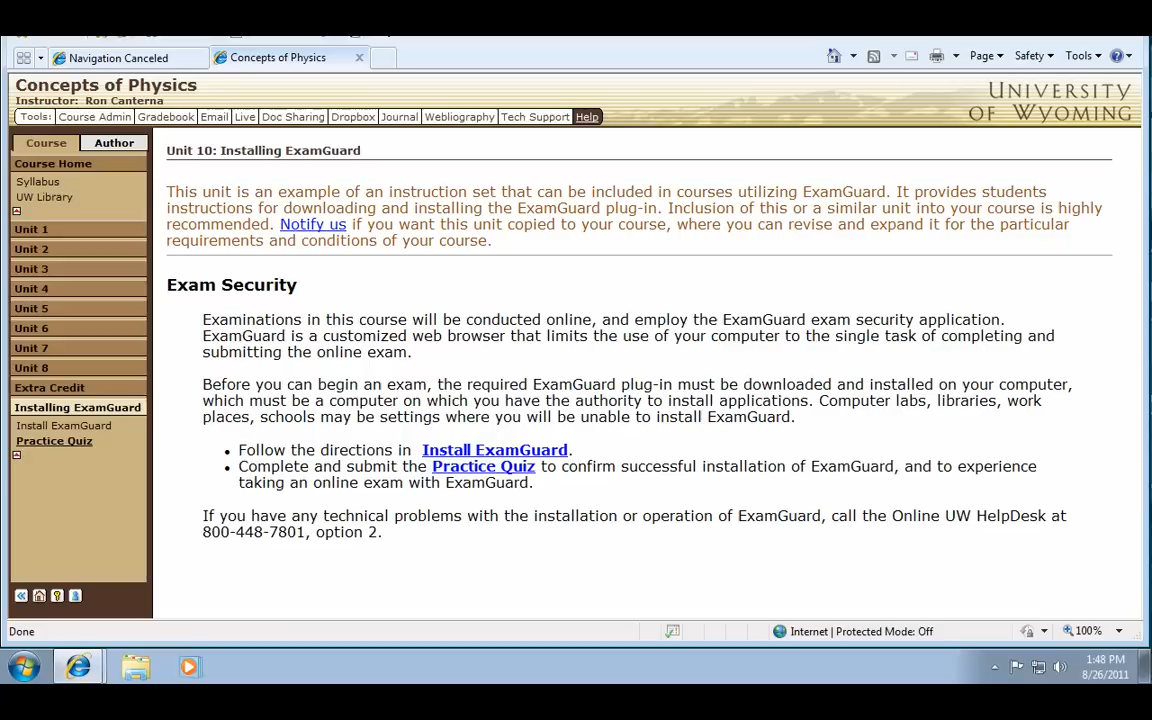 Navigation Canceled
Concepts of Physics
Page
Safety
Tools
Concepts of Physics
Instructor: Ron Canterna
UNIVERSITY
OF WYOMING
Tools: Course Admin Gradebook Email Live Doc Sharing Dropbox Journal Webliography Tech Support Help
Course
Author
Course Home
Syllabus
UW Library
Unit 1
Unit 2
Unit 3
Unit 4
Unit 5
Unit 6
Unit 7
Unit 8
Extra Credit
Installing ExamGuard
Install ExamGuard
Practice Quiz
Unit 10: Installing ExamGuard
This unit is an example of an instruction set that can be included in courses utilizing ExamGuard. It provides students
instructions for downloading and installing the ExamGuard plug-in. Inclusion of this or a similar unit into your course is highly
recommended. Notify us if you want this unit copied to your course, where you can revise and expand it for the particular
requirements and conditions of your course.
Exam Security
Examinations in this course will be conducted online, and employ the ExamGuard exam security application.
ExamGuard is a customized web browser that limits the use of your computer to the single task of completing and
submitting the online exam.
Before you can begin an exam, the required ExamGuard plug-in must be downloaded and installed on your computer,
which must be a computer on which you have the authority to install applications. Computer labs, libraries, work
places, schools may be settings where you will be unable to install ExamGuard.
• Follow the directions in Install ExamGuard.
• Complete and submit the Practice Quiz to confirm successful installation of ExamGuard, and to experience
taking an online exam with ExamGuard.
If you have any technical problems with the installation or operation of ExamGuard, call the Online UW HelpDesk at
800-448-7801, option 2.
Done
Internet | Protected Mode: Off
100%
1:48 PM
8/26/2011